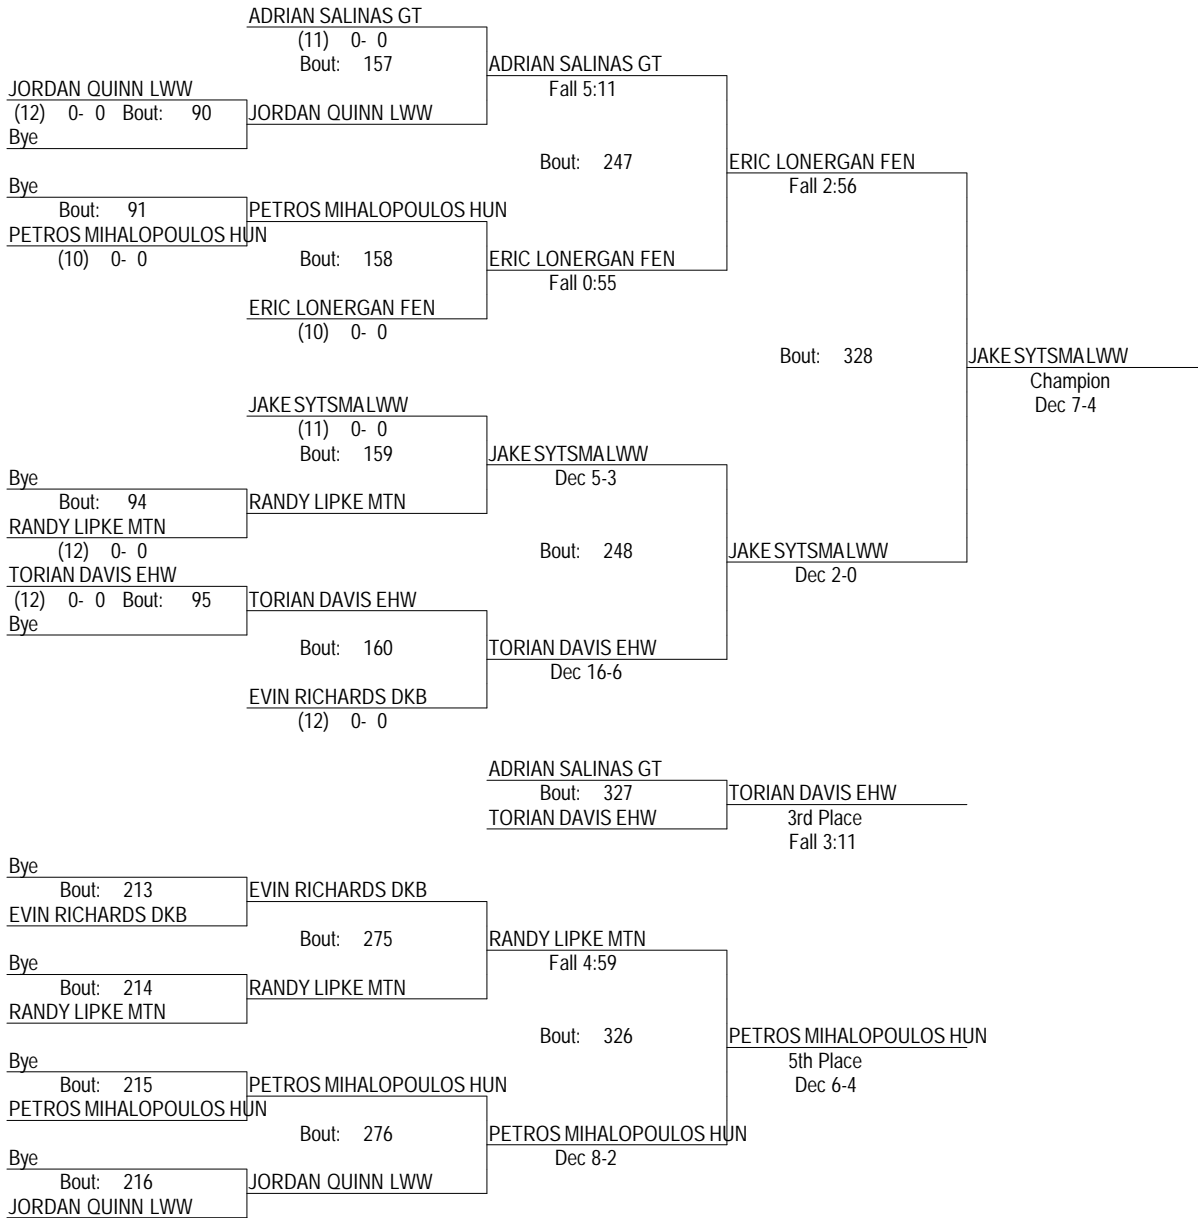 ADRIAN SALINAS GT
(11) 0- 0
Bout: 157
ADRIAN SALINAS GT
Fall 5:11
JORDAN QUINN LWW
(12) 0- 0 Bout: 90
JORDAN QUINN LWW
Bye
Bout: 247
ERIC LONERGAN FEN
Fall 2:56
Bye
Bout: 91
PETROS MIHALOPOULOS HUN
PETROS MIHALOPOULOS HUN
(10) 0- 0
Bout: 158
ERIC LONERGAN FEN
Fall 0:55
ERIC LONERGAN FEN
(10) 0- 0
Bout: 328
JAKE SYTSMA LWW
Champion
Dec 7-4
JAKE SYTSMA LWW
(11) 0- 0
Bout: 159
JAKE SYTSMA LWW
Dec 5-3
Bye
Bout: 94
RANDY LIPKE MTN
RANDY LIPKE MTN
(12) 0- 0
Bout: 248
JAKE SYTSMA LWW
Dec 2-0
TORIAN DAVIS EHW
(12) 0- 0 Bout: 95
TORIAN DAVIS EHW
Bye
Bout: 160
TORIAN DAVIS EHW
Dec 16-6
EVIN RICHARDS DKB
(12) 0- 0
ADRIAN SALINAS GT
Bout: 327
TORIAN DAVIS EHW
TORIAN DAVIS EHW
3rd Place
Fall 3:11
Bye
Bout: 213
EVIN RICHARDS DKB
EVIN RICHARDS DKB
Bout: 275
RANDY LIPKE MTN
Fall 4:59
Bye
Bout: 214
RANDY LIPKE MTN
RANDY LIPKE MTN
Bout: 326
PETROS MIHALOPOULOS HUN
5th Place
Dec 6-4
Bye
Bout: 215
PETROS MIHALOPOULOS HUN
PETROS MIHALOPOULOS HUN
Bout: 276
PETROS MIHALOPOULOS HUN
Dec 8-2
Bye
Bout: 216
JORDAN QUINN LWW
JORDAN QUINN LWW